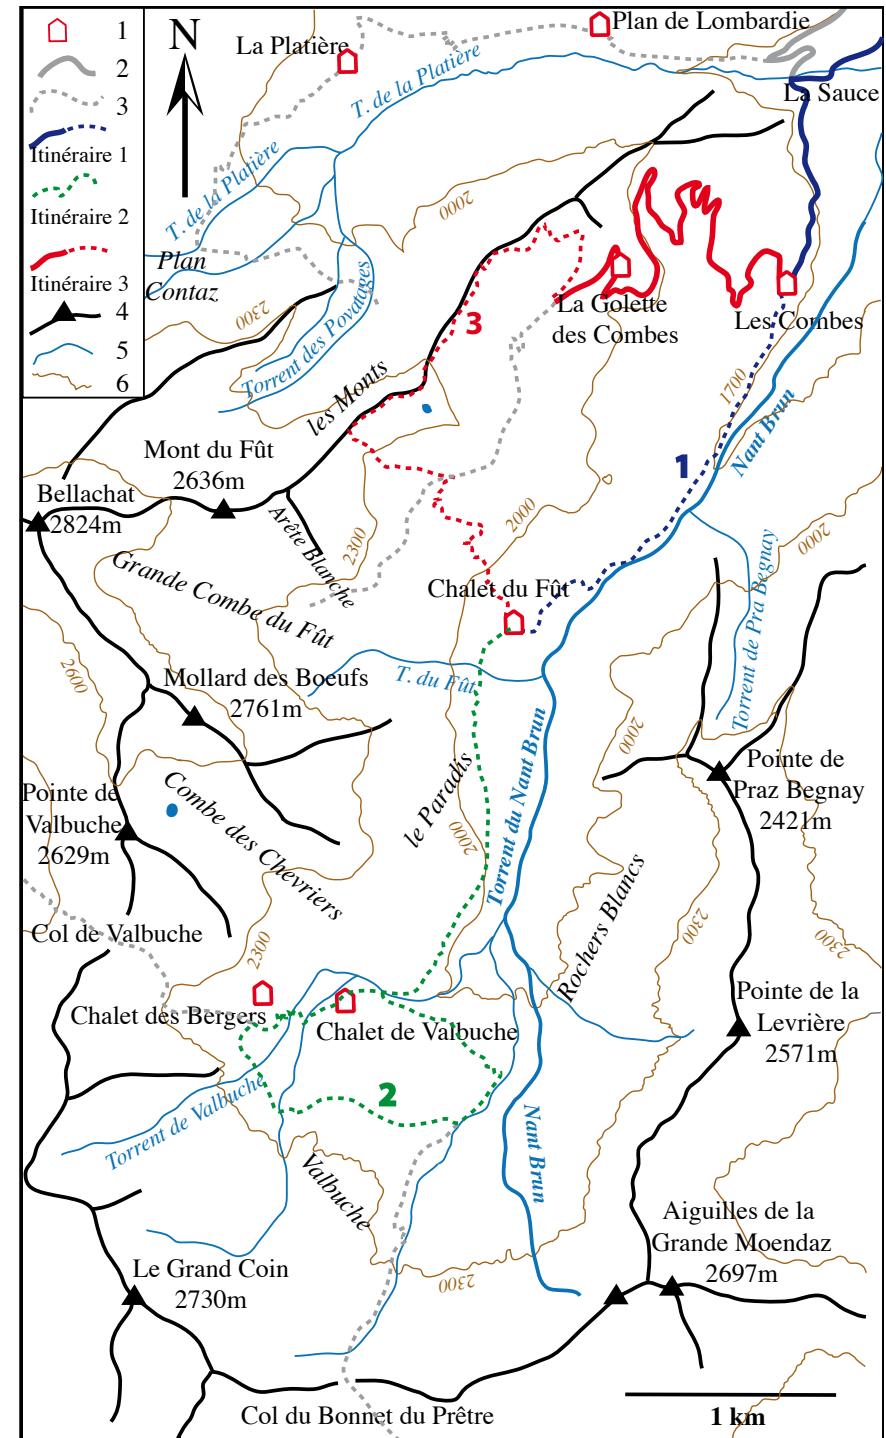 1
2
3
Itinéraire 1
Itinéraire 2
Itinéraire 3
4
5
6
N
La Platière
Plan de Lombardie
T. de la Platière
La Sauce
T. de la Platière
2000
Plan
Contaz
2300
Torrent des Povatages
La Golette
des Combes
Les Combes
3
les Monts
1700
Nant Brun
Mont du Fût
2636m
1
Bellachat
2824m
Arête Blanche
2300
2000
2000
Grande Combe du Fût
Chalet du Fût
Torrent de Pra Begnay
2600
Mollard des Boeufs
2761m
T. du Fût
2000
Pointe de
Praz Begnay
2421m
Pointe de
Valbuche
2629m
Combe des Chevriers
le Paradis
2000
Torrent du Nant Brun
Rochers Blancs
2300
2300
Col de Valbuche
2300
Chalet des Bergers
Chalet de Valbuche
Pointe de la
Levrière
2571m
2
Torrent de Valbuche
Nant Brun
Valbuche
Aiguilles de la
Grande Moendaz
2697m
Le Grand Coin
2730m
2300
Col du Bonnet du Prêtre
1 km